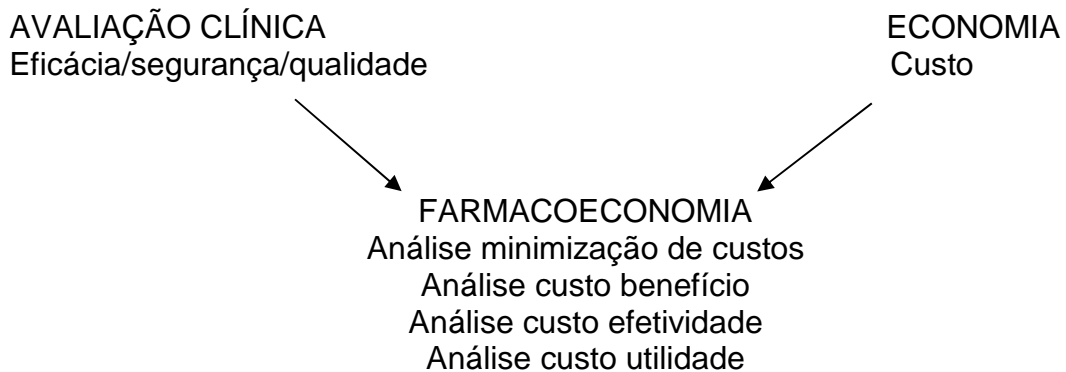 AVALIAÇÃO CLÍNICA
Eficácia/segurança/qualidade
ECONOMIA
Custo
FARMACOECONOMIA
Análise minimização de custos
Análise custo benefício
Análise custo efetividade
Análise custo utilidade